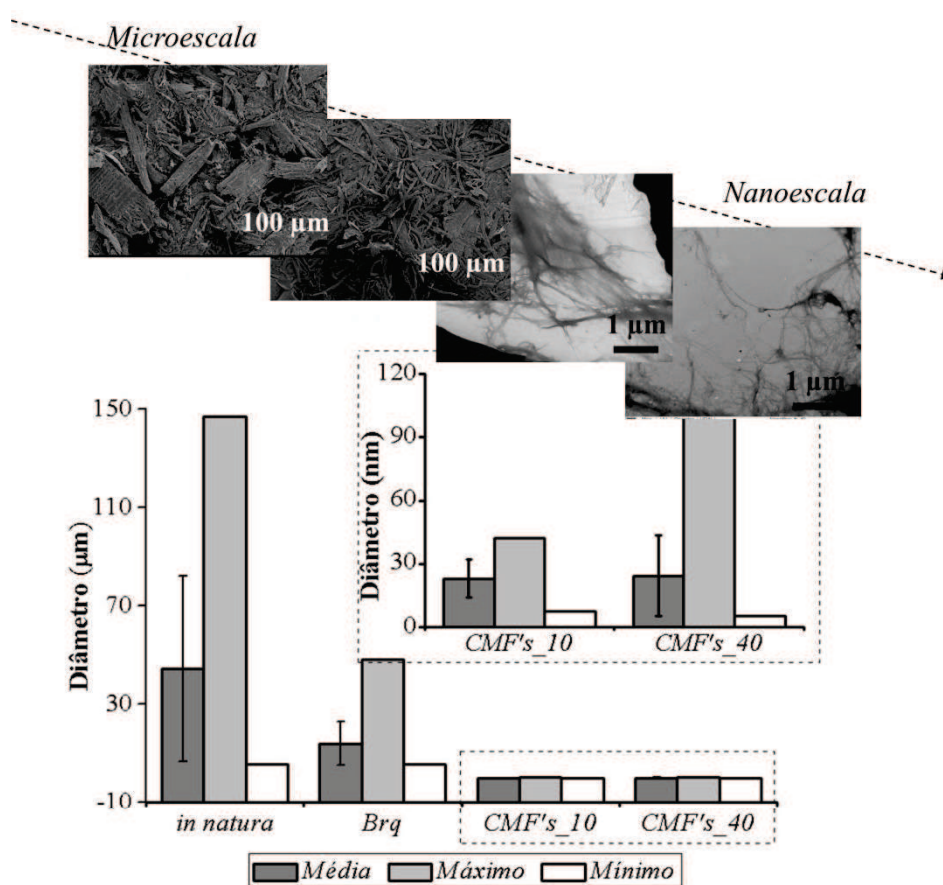 Microescala
100 µm
100 µm
Nanoescala
1 µm
1 µm
Diâmetro (nm)
120
90
60
30
0
CMF's_10 CMF's_40
Diâmetro (µm)
150
110
70
30
-10
in natura Brq CMF's_10 CMF's_40
Média Máximo Mínimo